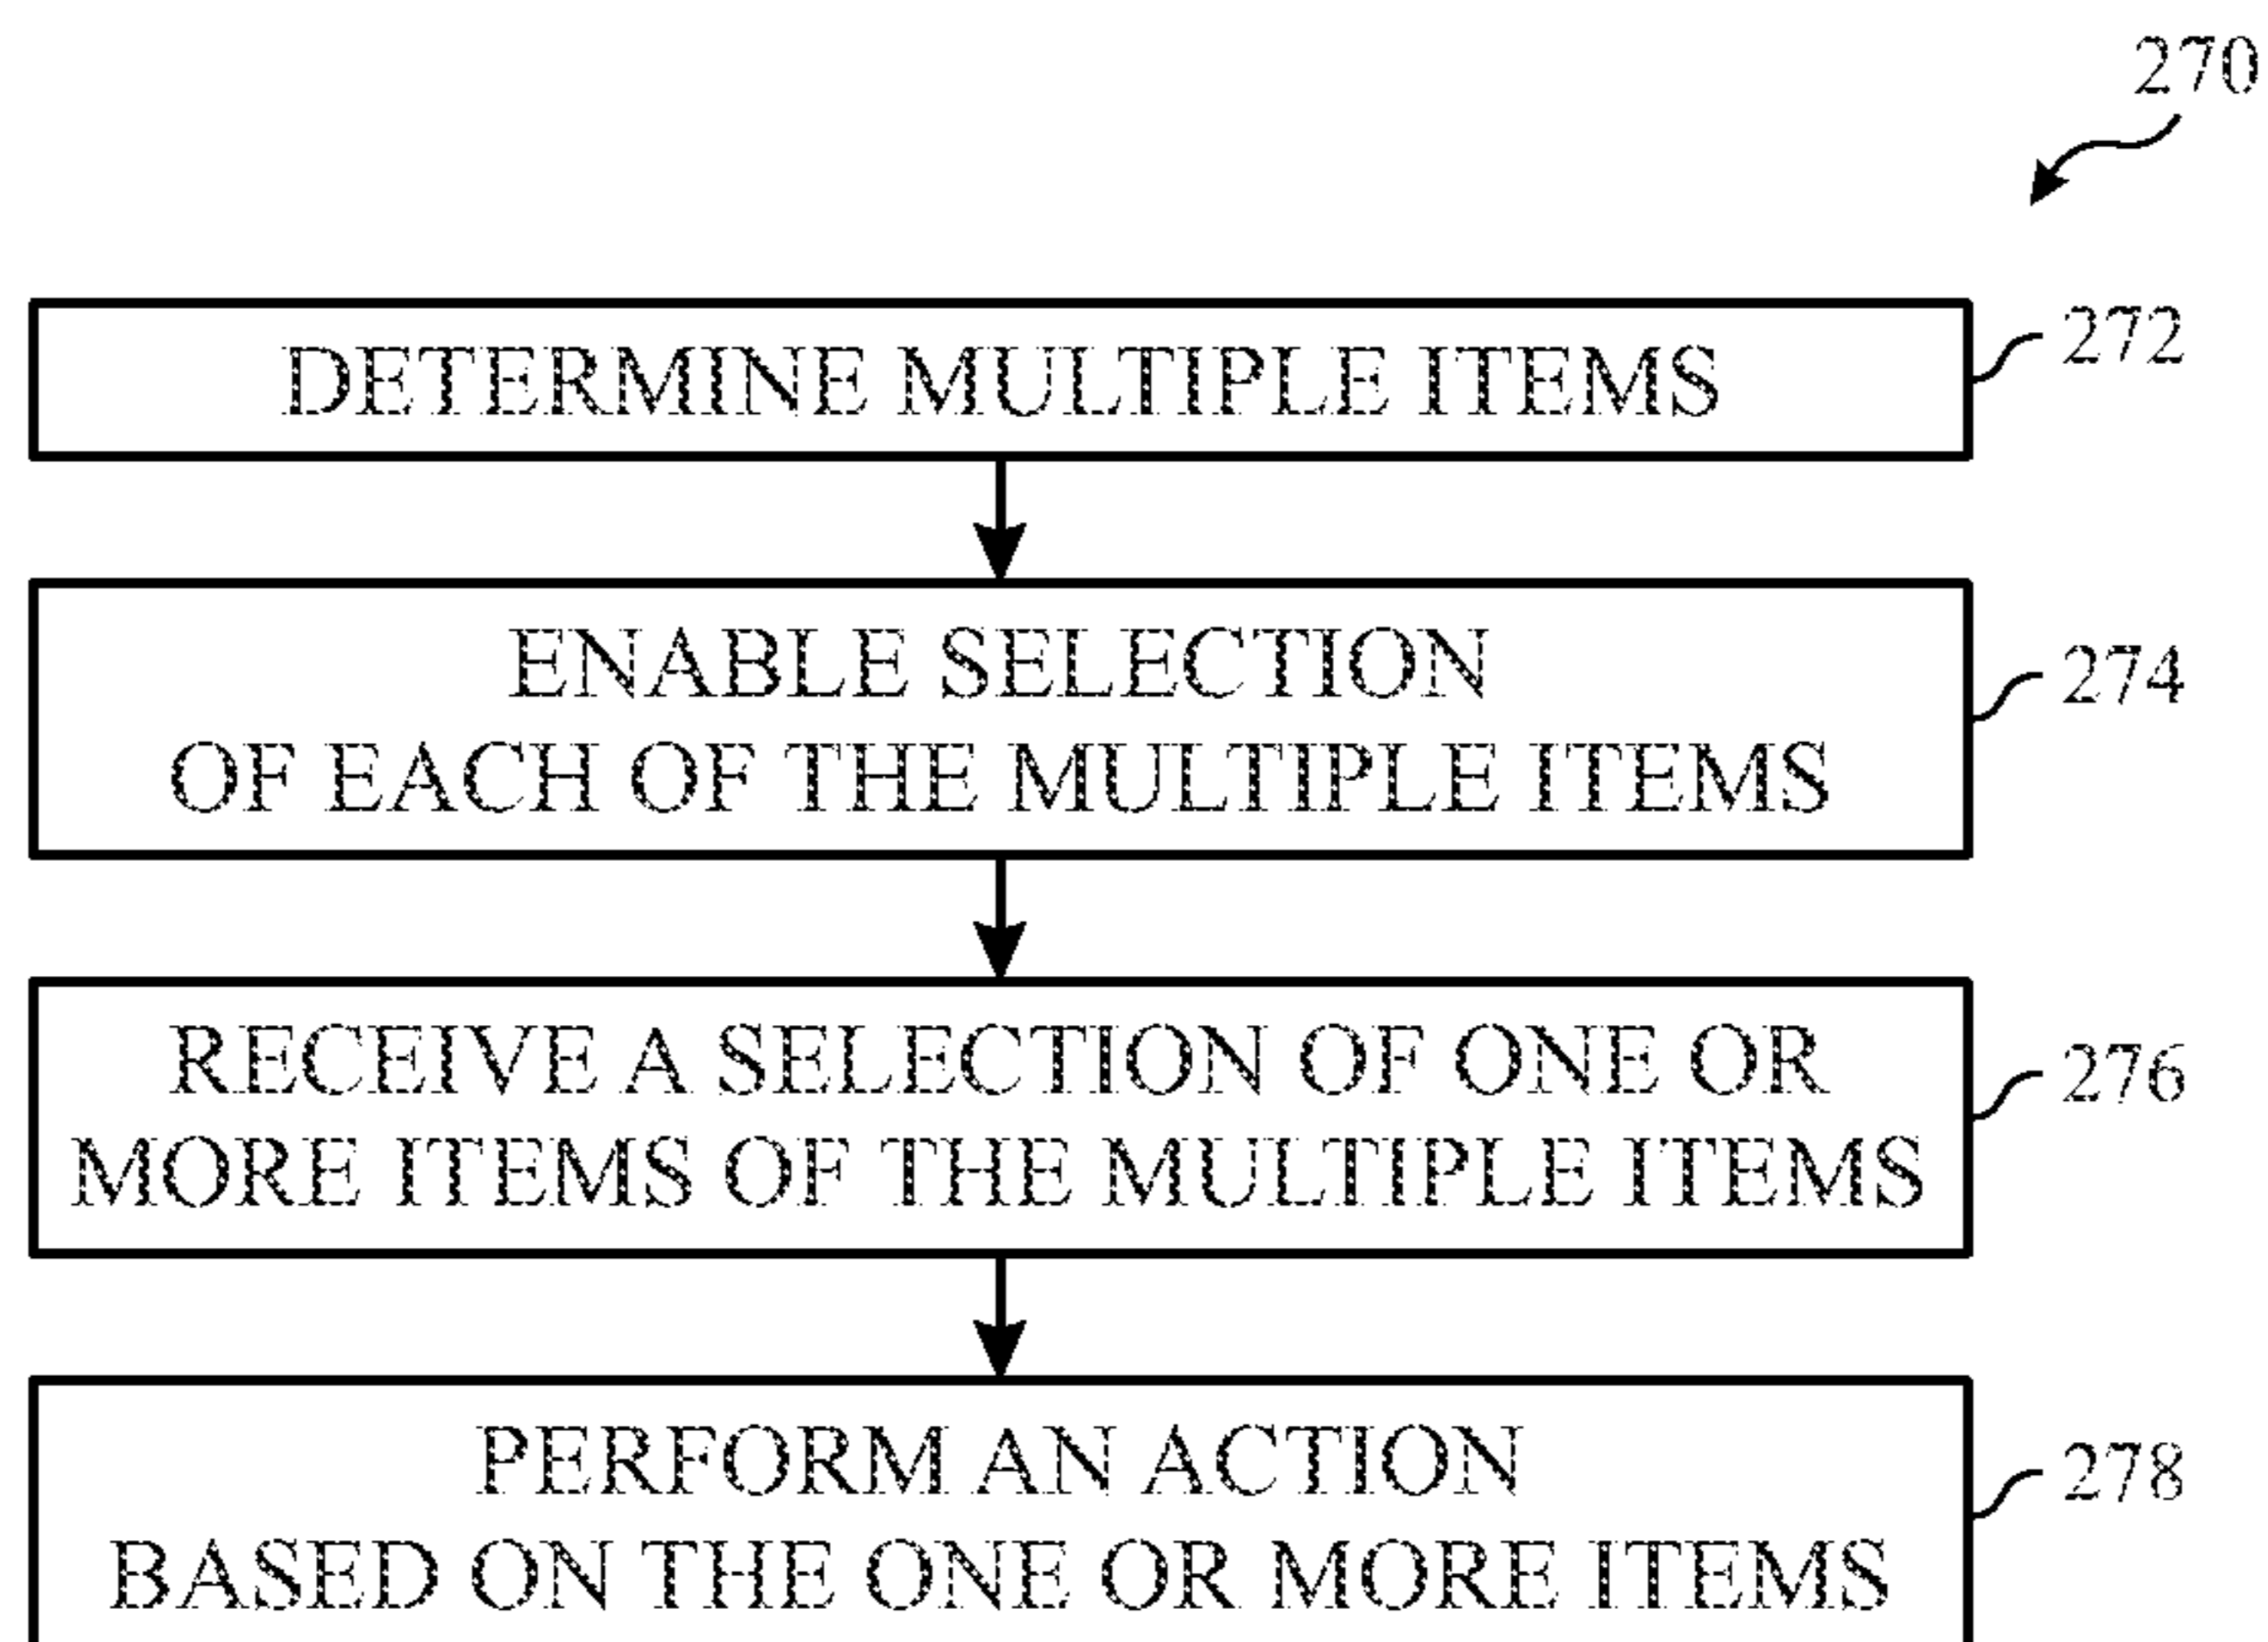 270
DETERMINE MULTIPLE ITEMS
272
ENABLE SELECTION
OF EACH OF THE MULTIPLE ITEMS
274
RECEIVE A SELECTION OF ONE OR
MORE ITEMS OF THE MULTIPLE ITEMS
276
PERFORM AN ACTION
BASED ON THE ONE OR MORE ITEMS
278